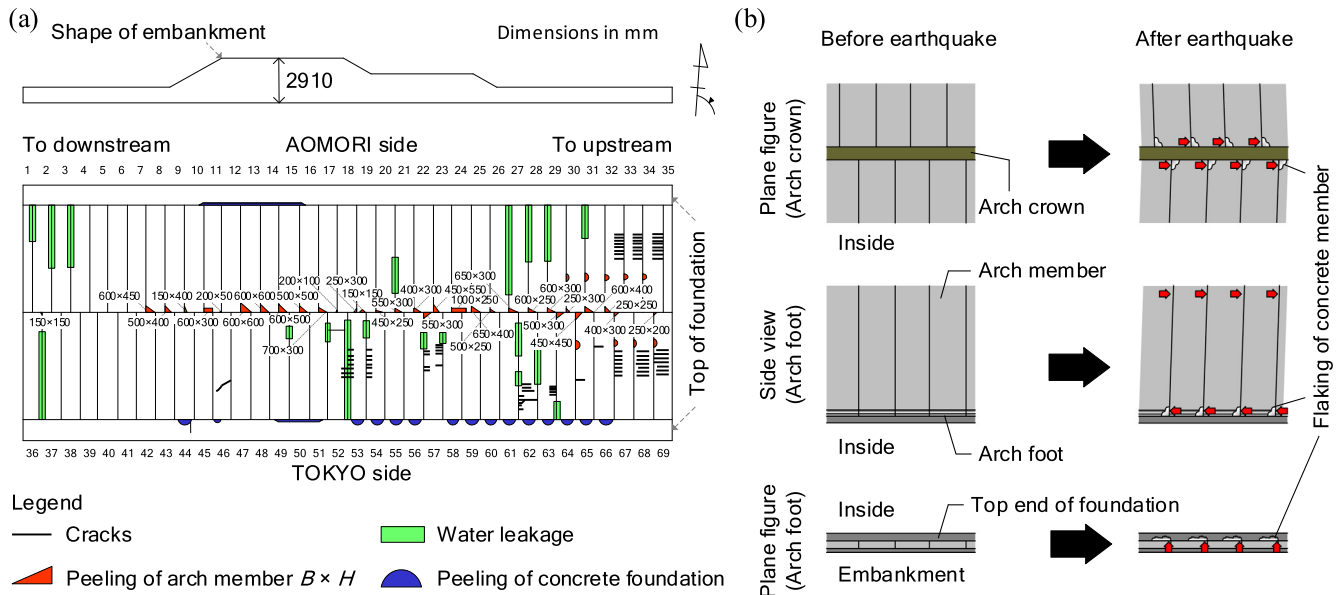 (a)
Shape of embankment
Dimensions in mm
2910
To downstream
AOMORI side
To upstream
1 2 3 4 5 6 7 8 9 10 11 12 13 14 15 16 17 18 19 20 21 22 23 24 25 26 27 28 29 30 31 32 33 34 35
200×100
250×300
650×300
600×450
150×400
200×50
600×600
500×500
150×150
550×300
400×300
450×550
1000×250
600×250
600×300
250×300
600×400
250×250
150×150
500×400
600×300
600×600
600×500
700×300
450×250
550×300
500×250
650×400
500×300
450×450
400×300
250×200
Top of foundation
36 37 38 39 40 41 42 43 44 45 46 47 48 49 50 51 52 53 54 55 56 57 58 59 60 61 62 63 64 65 66 67 68 69
TOKYO side
Legend
Cracks
Water leakage
Peeling of arch member B × H
Peeling of concrete foundation
(b)
Before earthquake
After earthquake
Plane figure
(Arch crown)
Arch crown
Inside
Side view
(Arch foot)
Arch member
Inside
Arch foot
Plane figure
(Arch foot)
Inside
Top end of foundation
Embankment
Flaking of concrete member